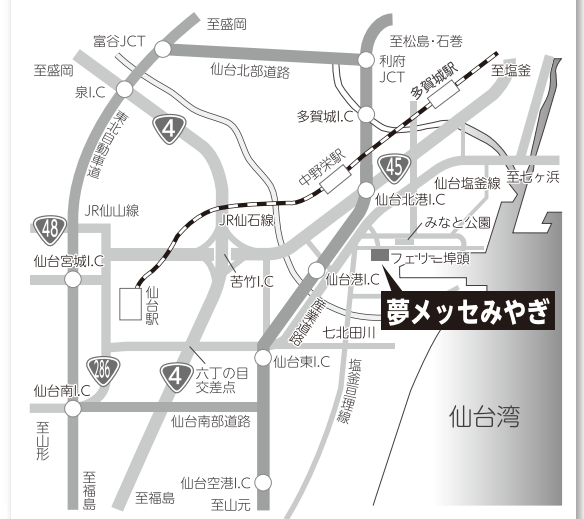 至盛岡
富谷JCT
至松島・石巻
至盛岡
仙台北部道路
利府
JCT
多賀城駅
至塩釜
泉I.C
多賀城I.C
4
東北自動車道
中野栄駅
45
仙台塩釜線
至七ヶ浜
JR仙山線
JR仙石線
仙台北港I.C
48
みなと公園
仙台宮城I.C
苦竹I.C
フェリー埠頭
仙台港I.C
仙台駅
夢メッセみやぎ
産業道路
七北田川
286
4
六丁の目
交差点
仙台東I.C
塩釜亘理線
仙台南I.C
仙台湾
仙台南部道路
至山形
至福島
仙台空港I.C
至福島
至山元